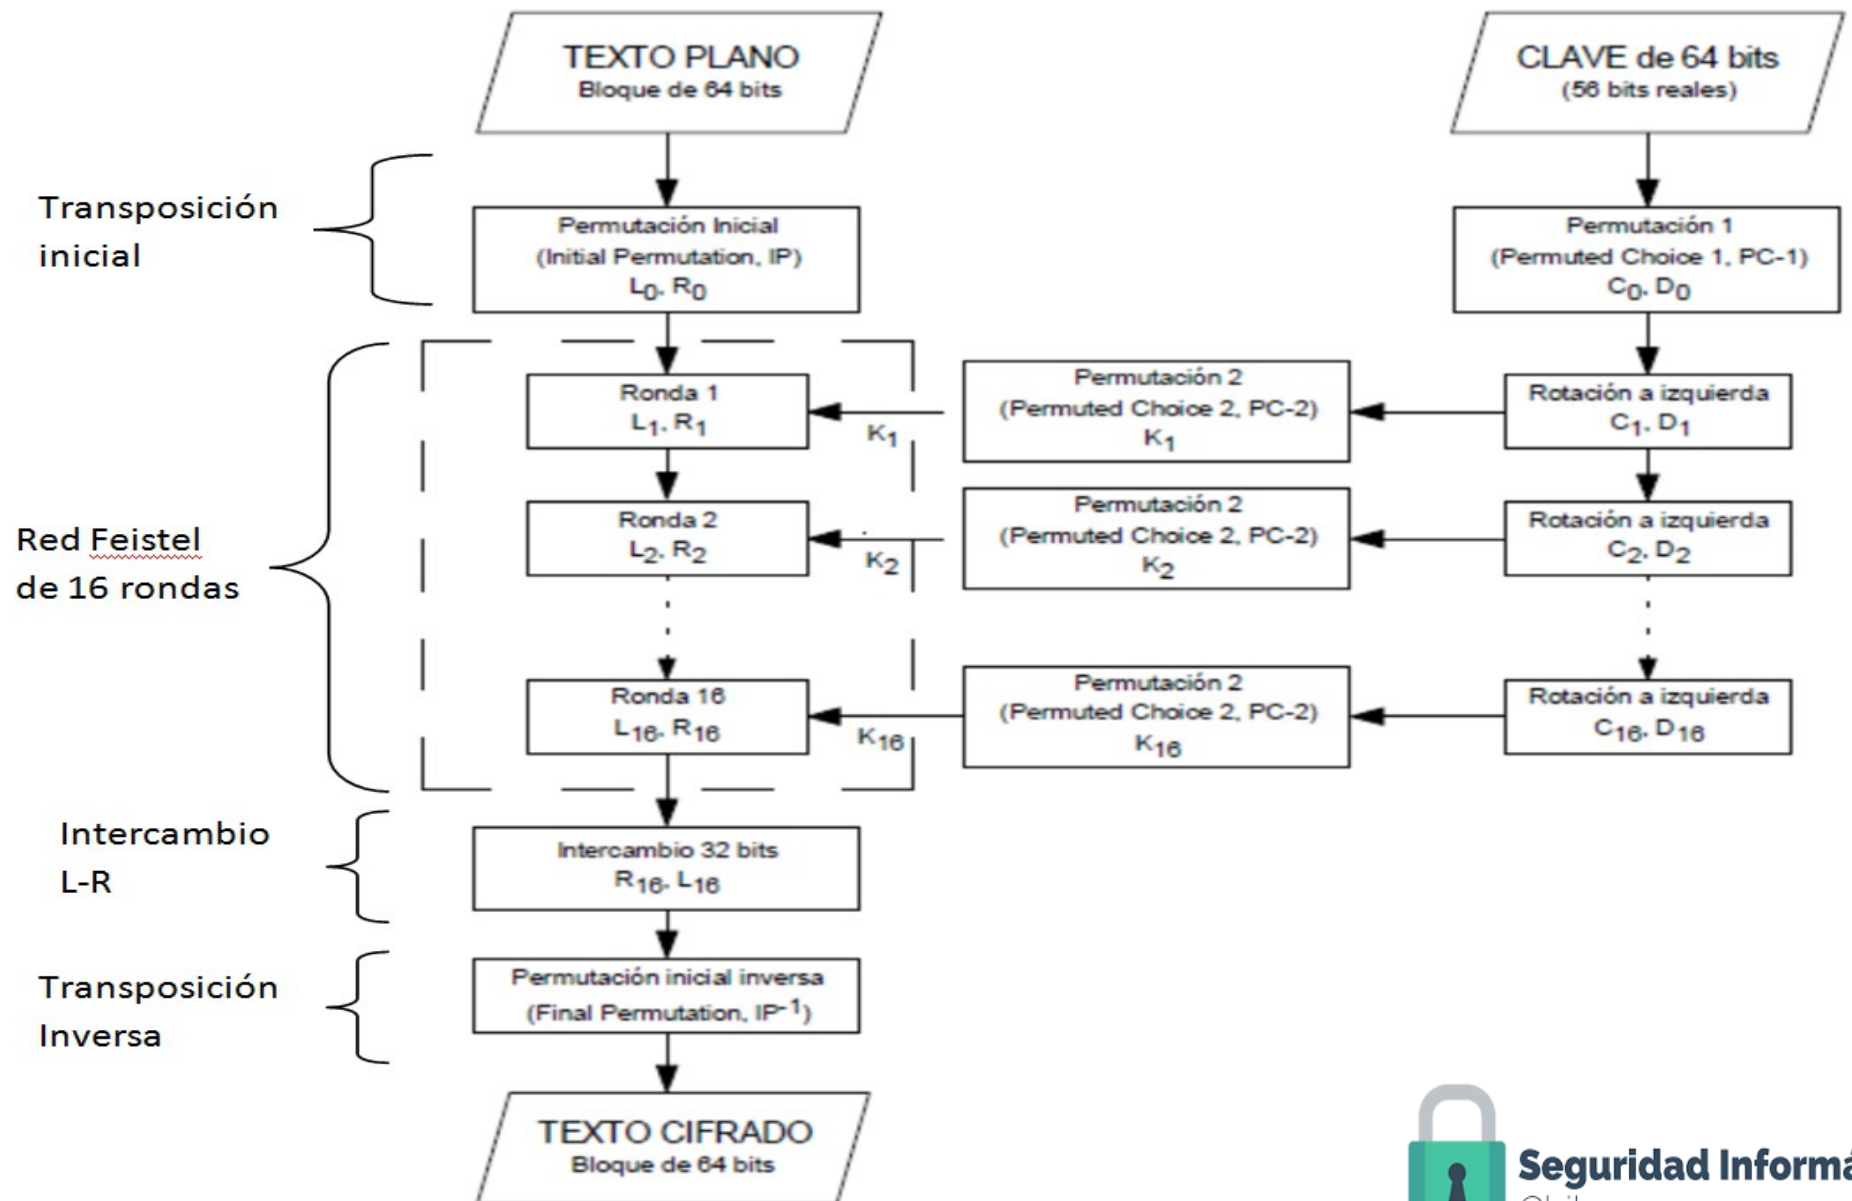 TEXTO PLANO
Bloque de 64 bits
CLAVE de 64 bits
(56 bits reales)
Transposición
inicial
Permutación Inicial
(Initial Permutation, IP)
L0, R0
Permutación 1
(Permuted Choice 1, PC-1)
C0, D0
Red Feistel
de 16 rondas
Ronda 1
L1, R1
K1
Permutación 2
(Permuted Choice 2, PC-2)
K1
Rotación a izquierda
C1, D1
Ronda 2
L2, R2
K2
Permutación 2
(Permuted Choice 2, PC-2)
K2
Rotación a izquierda
C2, D2
Ronda 16
L16, R16
K16
Permutación 2
(Permuted Choice 2, PC-2)
K16
Rotación a izquierda
C16, D16
Intercambio
L-R
Intercambio 32 bits
R16, L16
Transposición
Inversa
Permutación inicial inversa
(Final Permutation, IP-1)
TEXTO CIFRADO
Bloque de 64 bits
Seguridad Informá